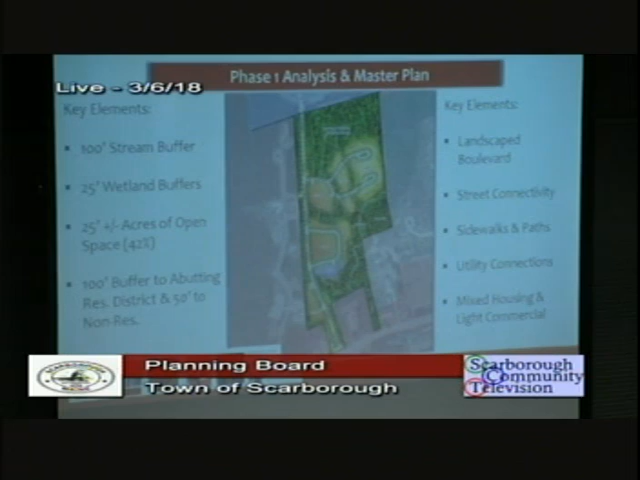 Phase 1 Analysis & Master Plan
Live - 3/6/18
Key Elements:
100' Stream Buffer
25' Wetland Buffers
25' +/- Acres of Open
Space (42%)
100' Buffer to Abutting
Res. District & 50' to
Non-Res.
Key Elements:
Landscaped
Boulevard
Street Connectivity
Sidewalks & Paths
Utility Connections
Mixed Housing &
Light Commercial
Planning Board
Town of Scarborough
Scarborough
Community
Television